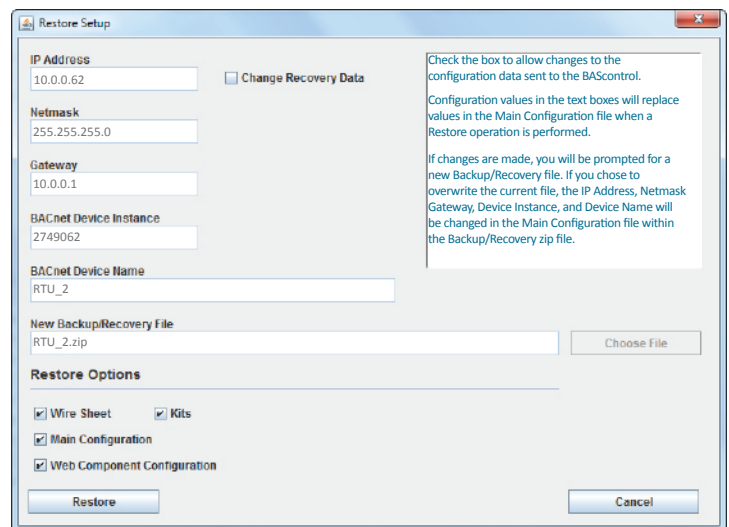 Restore Setup
IP Address
10.0.0.62
Change Recovery Data
Netmask
255.255.255.0
Gateway
10.0.0.1
BACnet Device Instance
2749062
BACnet Device Name
RTU_2
Check the box to allow changes to the
configuration data sent to the BAScontrol.
Configuration values in the text boxes will replace
values in the Main Configuration file when a
Restore operation is performed.
If changes are made, you will be prompted for a
new Backup/Recovery file. If you chose to
overwrite the current file, the IP Address, Netmask
Gateway, Device Instance, and Device Name will
be changed in the Main Configuration file within
the Backup/Recovery zip file.
New Backup/Recovery File
RTU_2.zip
Choose File
Restore Options
Wire Sheet
Kits
Main Configuration
Web Component Configuration
Restore
Cancel